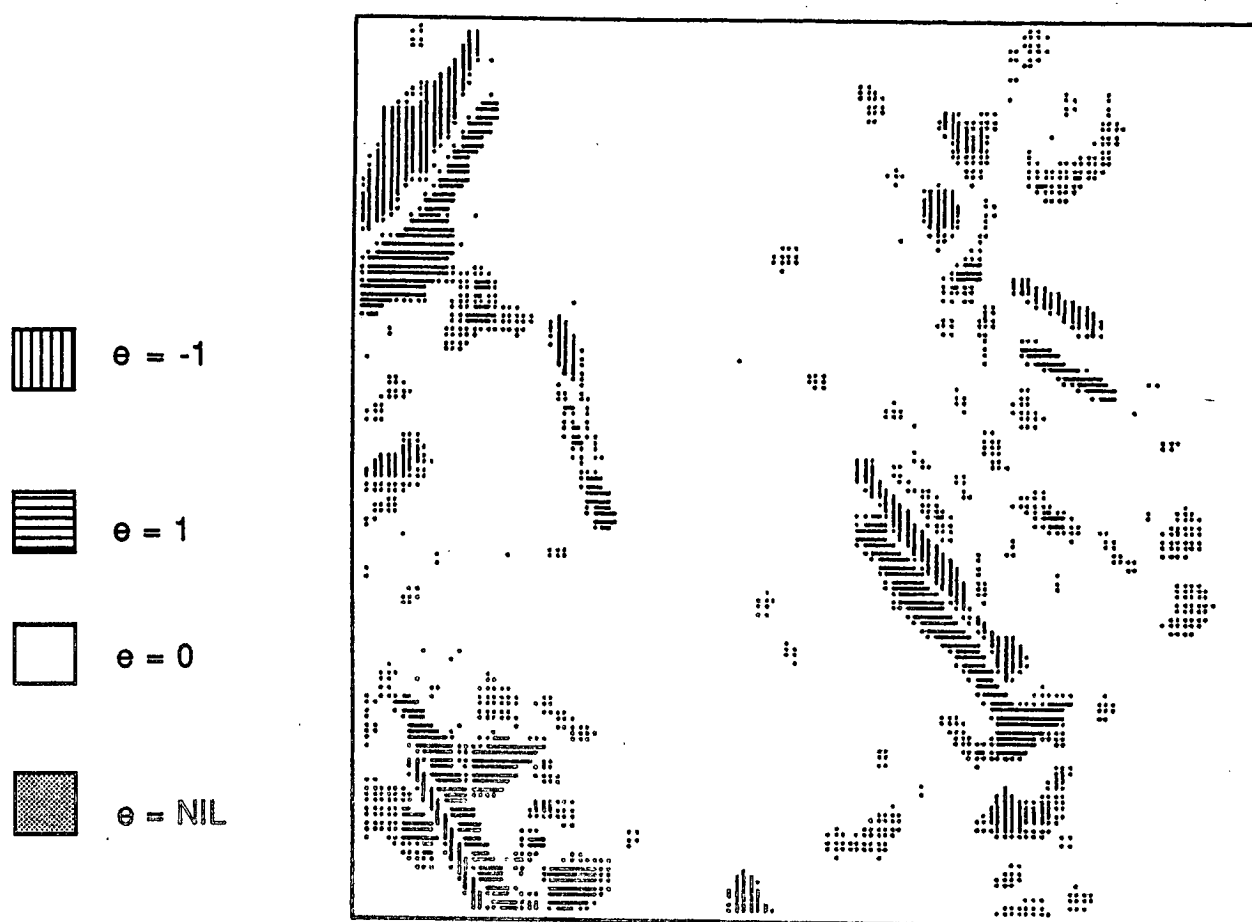 e = -1
e = 1
e = 0
e = NIL